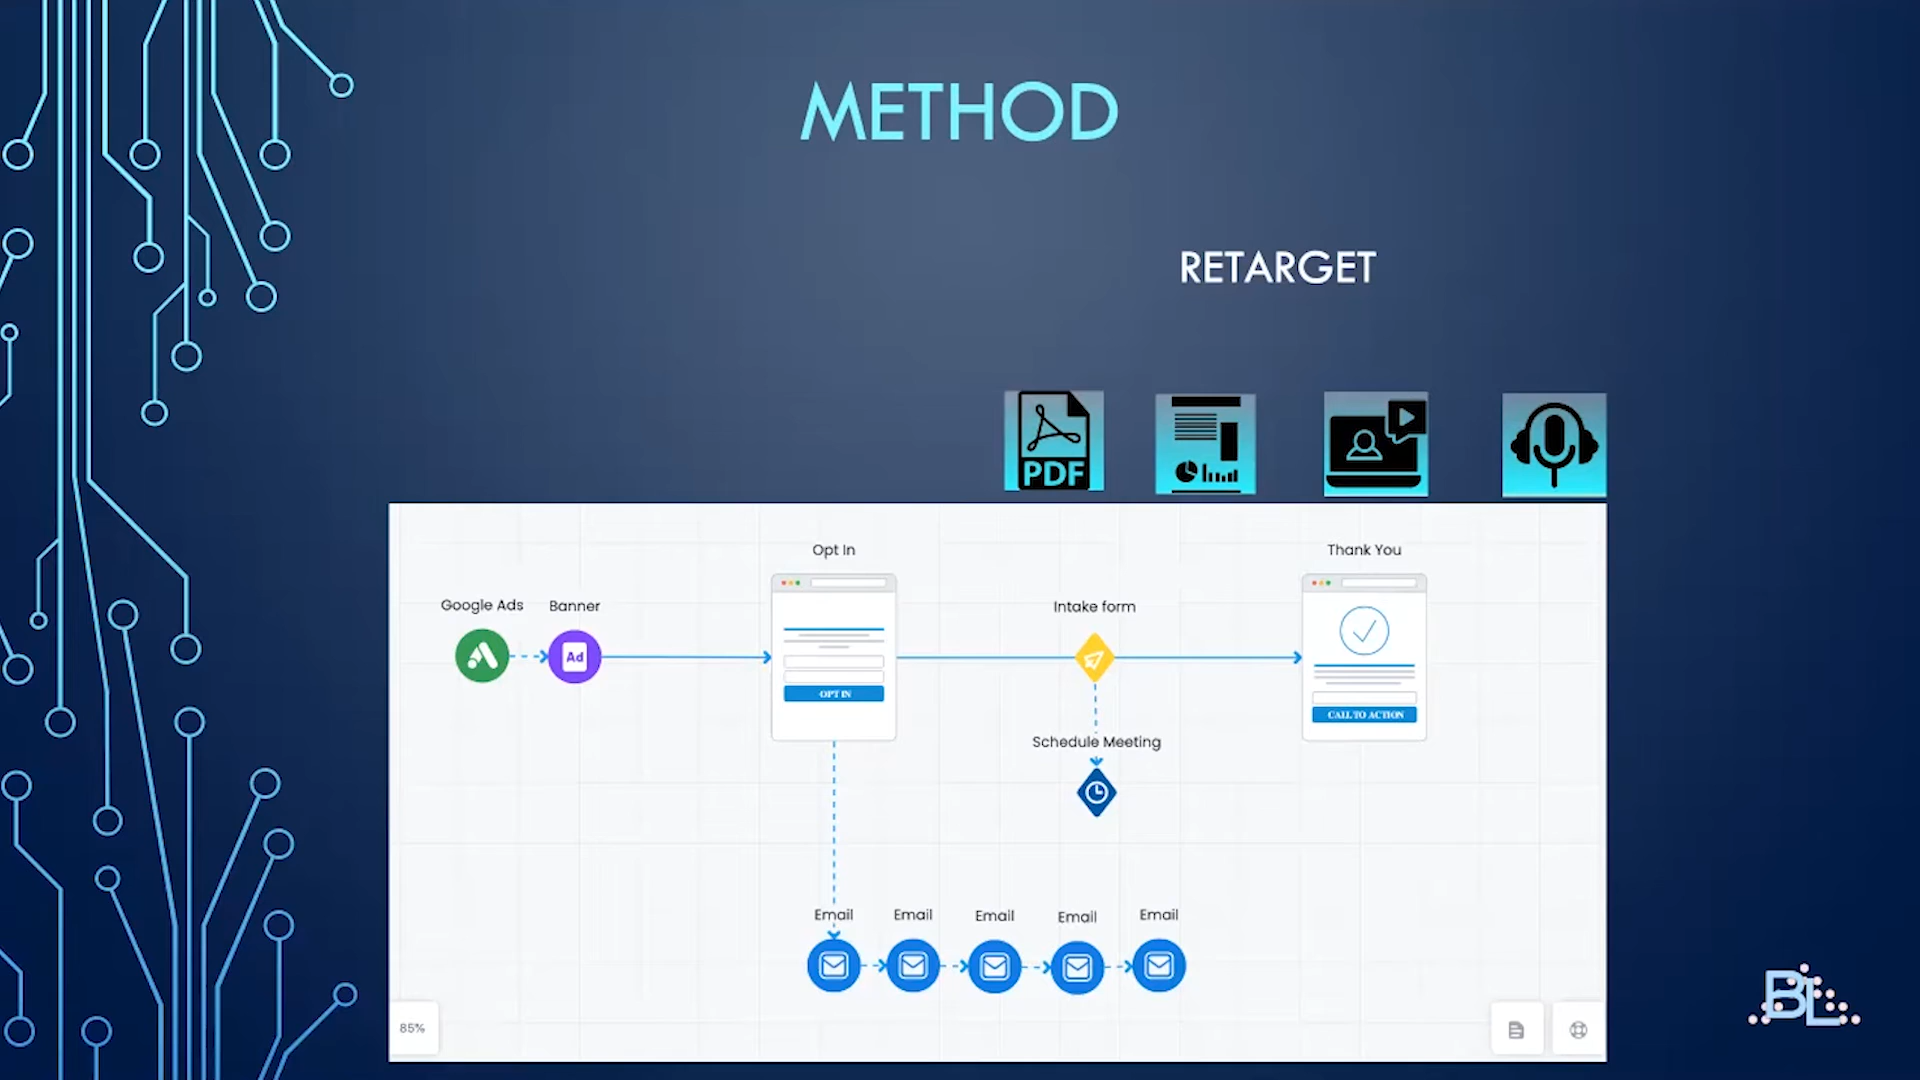 METHOD
RETARGET
PDF
Opt In
Thank You
Google Ads
Banner
Intake form
Ad
OPT IN
CALL TO ACTION
Schedule Meeting
Email
Email
Email
Email
Email
85%
BL